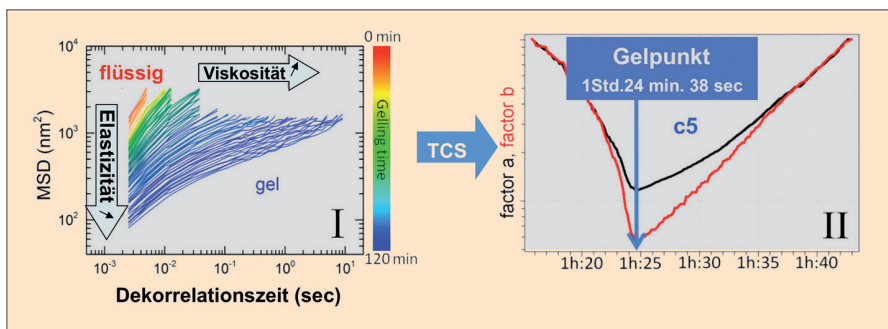 0 min
10⁴
flüssig
Viskosität
10³
MSD (nm²)
Elastizität
10²
gel
Gelling time
I
120 min
10⁻³ 10⁻² 10⁻¹ 10⁰ 10¹
Dekorrelationszeit (sec)
TCS
Gelpunkt
1Std.24 min. 38 sec
c5
factor a, factor b
II
1h:20 1h:25 1h:30 1h:35 1h:40